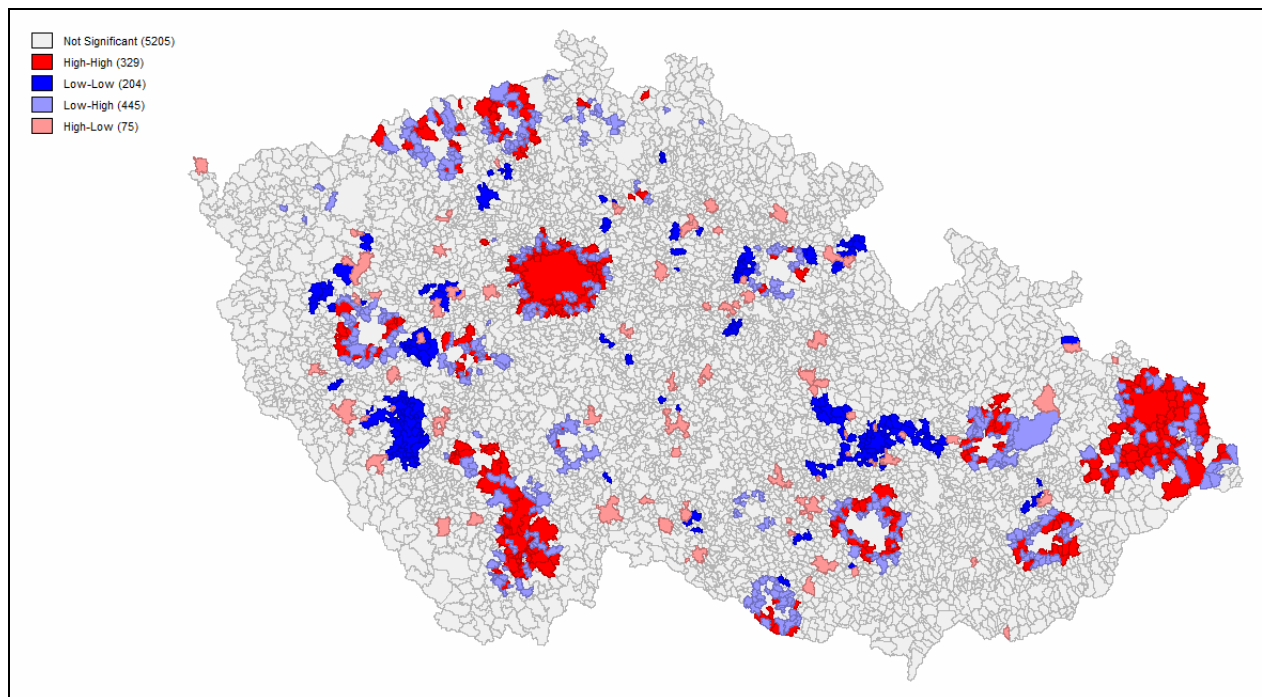 Not Significant (5205)
High-High (329)
Low-Low (204)
Low-High (445)
High-Low (75)